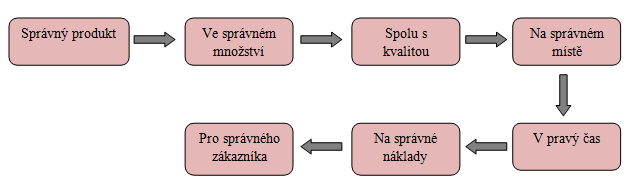 Správný produkt
Ve správném
množství
Spolu s
kvalitou
Na správném
místě
V pravý čas
Na správné
náklady
Pro správného
zákazníka